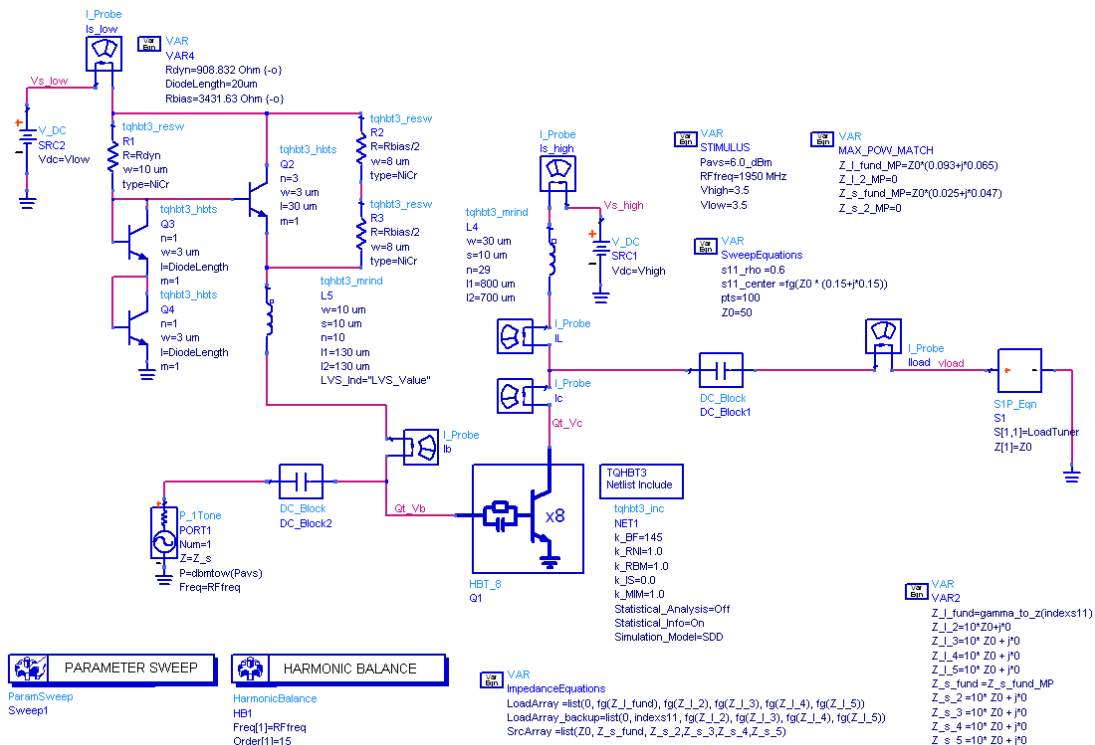 I_Probe
Is_low
Var
Eqn
VAR
VAR4
Rdyn=908.832 Ohm {-o}
DiodeLength=20um
Rbias=3431.63 Ohm {-o}
Vs_low
V_DC
SRC2
Vdc=Vlow
tqhbt3_resw
R1
R=Rdyn
w=10 um
type=NiCr
tqhbt3_hbts
Q2
n=3
w=3 um
l=30 um
m=1
tqhbt3_resw
R2
R=Rbias/2
w=8 um
type=NiCr
tqhbt3_resw
R3
R=Rbias/2
w=8 um
type=NiCr
tqhbt3_hbts
Q3
n=1
w=3 um
l=DiodeLength
m=1
tqhbt3_hbts
Q4
n=1
w=3 um
l=DiodeLength
m=1
tqhbt3_mrind
L5
w=10 um
s=10 um
n=10
l1=130 um
l2=130 um
LVS_Ind="LVS_Value"
I_Probe
Is_high
Vs_high
tqhbt3_mrind
L4
w=30 um
s=10 um
n=29
l1=800 um
l2=700 um
V_DC
SRC1
Vdc=Vhigh
Var
Eqn
VAR
STIMULUS
Pavs=6.0_dBm
RFfreq=1950 MHz
Vhigh=3.5
Vlow=3.5
Var
Eqn
VAR
MAX_POW_MATCH
Z_l_fund_MP=Z0*(0.093+j*0.065)
Z_l_2_MP=0
Z_s_fund_MP=Z0*(0.025+j*0.047)
Z_s_2_MP=0
Var
Eqn
VAR
SweepEquations
s11_rho =0.6
s11_center =fg(Z0 * (0.15+j*0.15))
pts=100
Z0=50
I_Probe
IL
I_Probe
Ic
Qt_Vc
DC_Block
DC_Block1
I_Probe
Iload
vload
S1P_Eqn
S1
S[1,1]=LoadTuner
Z[1]=Z0
I_Probe
Ib
DC_Block
DC_Block2
Qt_Vb
P_1Tone
PORT1
Num=1
Z=Z_s
P=dbmtow(Pavs)
Freq=RFfreq
x8
HBT_8
Q1
TQHBT3
Netlist Include
tqhbt3_inc
NET1
k_BF=145
k_RNI=1.0
k_RBM=1.0
k_IS=0.0
k_MIM=1.0
Statistical_Analysis=Off
Statistical_Info=On
Simulation_Model=SDD
Var
Eqn
VAR
VAR2
Z_l_fund=gamma_to_z(indexs11)
Z_l_2=10*Z0+j*0
Z_l_3=10* Z0 + j*0
Z_l_4=10* Z0 + j*0
Z_l_5=10* Z0 + j*0
Z_s_fund =Z_s_fund_MP
Z_s_2 =10* Z0 + j*0
Z_s_3 =10* Z0 + j*0
Z_s_4 =10* Z0 + j*0
Z_s_5 =10* Z0 + j*0
PARAMETER SWEEP
ParamSweep
Sweep1
HARMONIC BALANCE
HarmonicBalance
HB1
Freq[1]=RFfreq
Order[1]=15
Var
Eqn
VAR
ImpedanceEquations
LoadArray =list(0, fg(Z_l_fund), fg(Z_l_2), fg(Z_l_3), fg(Z_l_4), fg(Z_l_5))
LoadArray_backup=list(0, indexs11, fg(Z_l_2), fg(Z_l_3), fg(Z_l_4), fg(Z_l_5))
SrcArray =list(Z0, Z_s_fund, Z_s_2,Z_s_3,Z_s_4,Z_s_5)